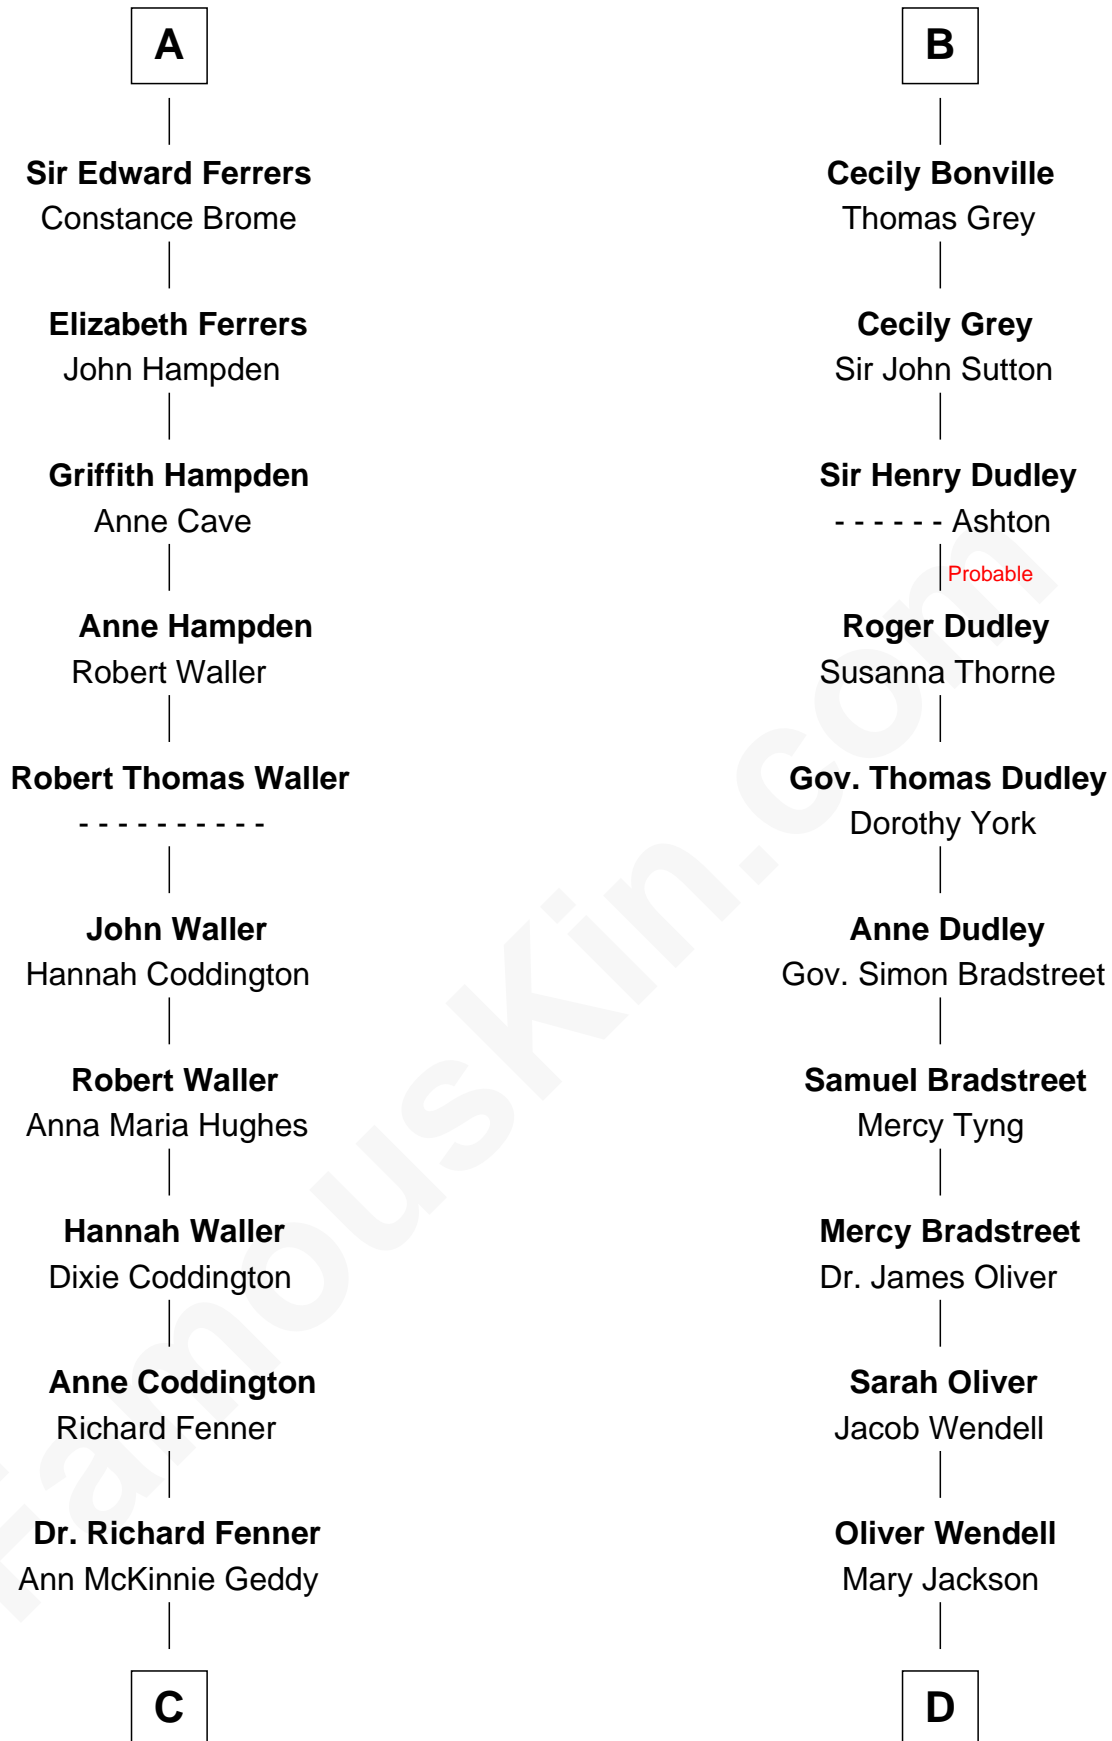 A
Sir Edward Ferrers
Constance Brome
Elizabeth Ferrers
John Hampden
Griffith Hampden
Anne Cave
Anne Hampden
Robert Waller
Robert Thomas Waller
- - - - - - - - - -
John Waller
Hannah Coddington
Robert Waller
Anna Maria Hughes
Hannah Waller
Dixie Coddington
Anne Coddington
Richard Fenner
Dr. Richard Fenner
Ann McKinnie Geddy
C
B
Cecily Bonville
Thomas Grey
Cecily Grey
Sir John Sutton
Sir Henry Dudley
- - - - - - Ashton
Probable
Roger Dudley
Susanna Thorne
Gov. Thomas Dudley
Dorothy York
Anne Dudley
Gov. Simon Bradstreet
Samuel Bradstreet
Mercy Tyng
Mercy Bradstreet
Dr. James Oliver
Sarah Oliver
Jacob Wendell
Oliver Wendell
Mary Jackson
D
FamousKin.com